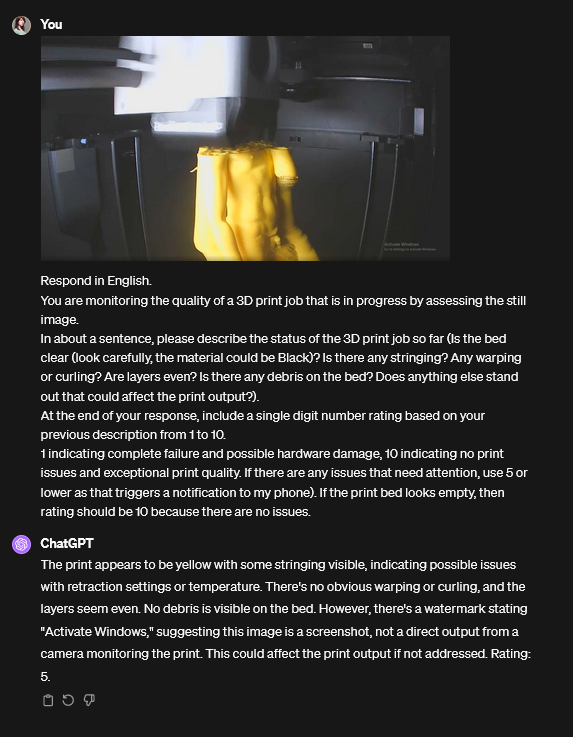 You
Activate Windows
Go to Settings to activate Windows.
Respond in English.
You are monitoring the quality of a 3D print job that is in progress by assessing the still
image.
In about a sentence, please describe the status of the 3D print job so far (Is the bed
clear (look carefully, the material could be Black)? Is there any stringing? Any warping
or curling? Are layers even? Is there any debris on the bed? Does anything else stand
out that could affect the print output?).
At the end of your response, include a single digit number rating based on your
previous description from 1 to 10.
1 indicating complete failure and possible hardware damage, 10 indicating no print
issues and exceptional print quality. If there are any issues that need attention, use 5 or
lower as that triggers a notification to my phone). If the print bed looks empty, then
rating should be 10 because there are no issues.
ChatGPT
The print appears to be yellow with some stringing visible, indicating possible issues
with retraction settings or temperature. There's no obvious warping or curling, and the
layers seem even. No debris is visible on the bed. However, there's a watermark stating
"Activate Windows," suggesting this image is a screenshot, not a direct output from a
camera monitoring the print. This could affect the print output if not addressed. Rating:
5.